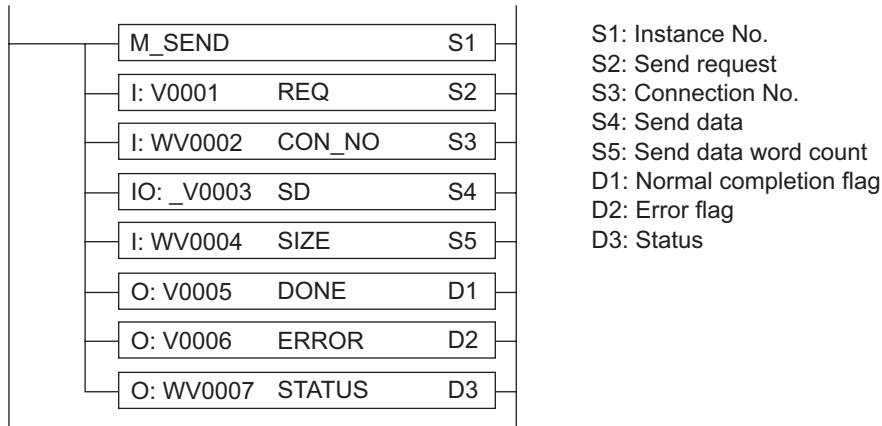 M_SEND S1
I: V0001 REQ S2
I: WV0002 CON_NO S3
IO: _V0003 SD S4
I: WV0004 SIZE S5
O: V0005 DONE D1
O: V0006 ERROR D2
O: WV0007 STATUS D3
S1: Instance No.
S2: Send request
S3: Connection No.
S4: Send data
S5: Send data word count
D1: Normal completion flag
D2: Error flag
D3: Status